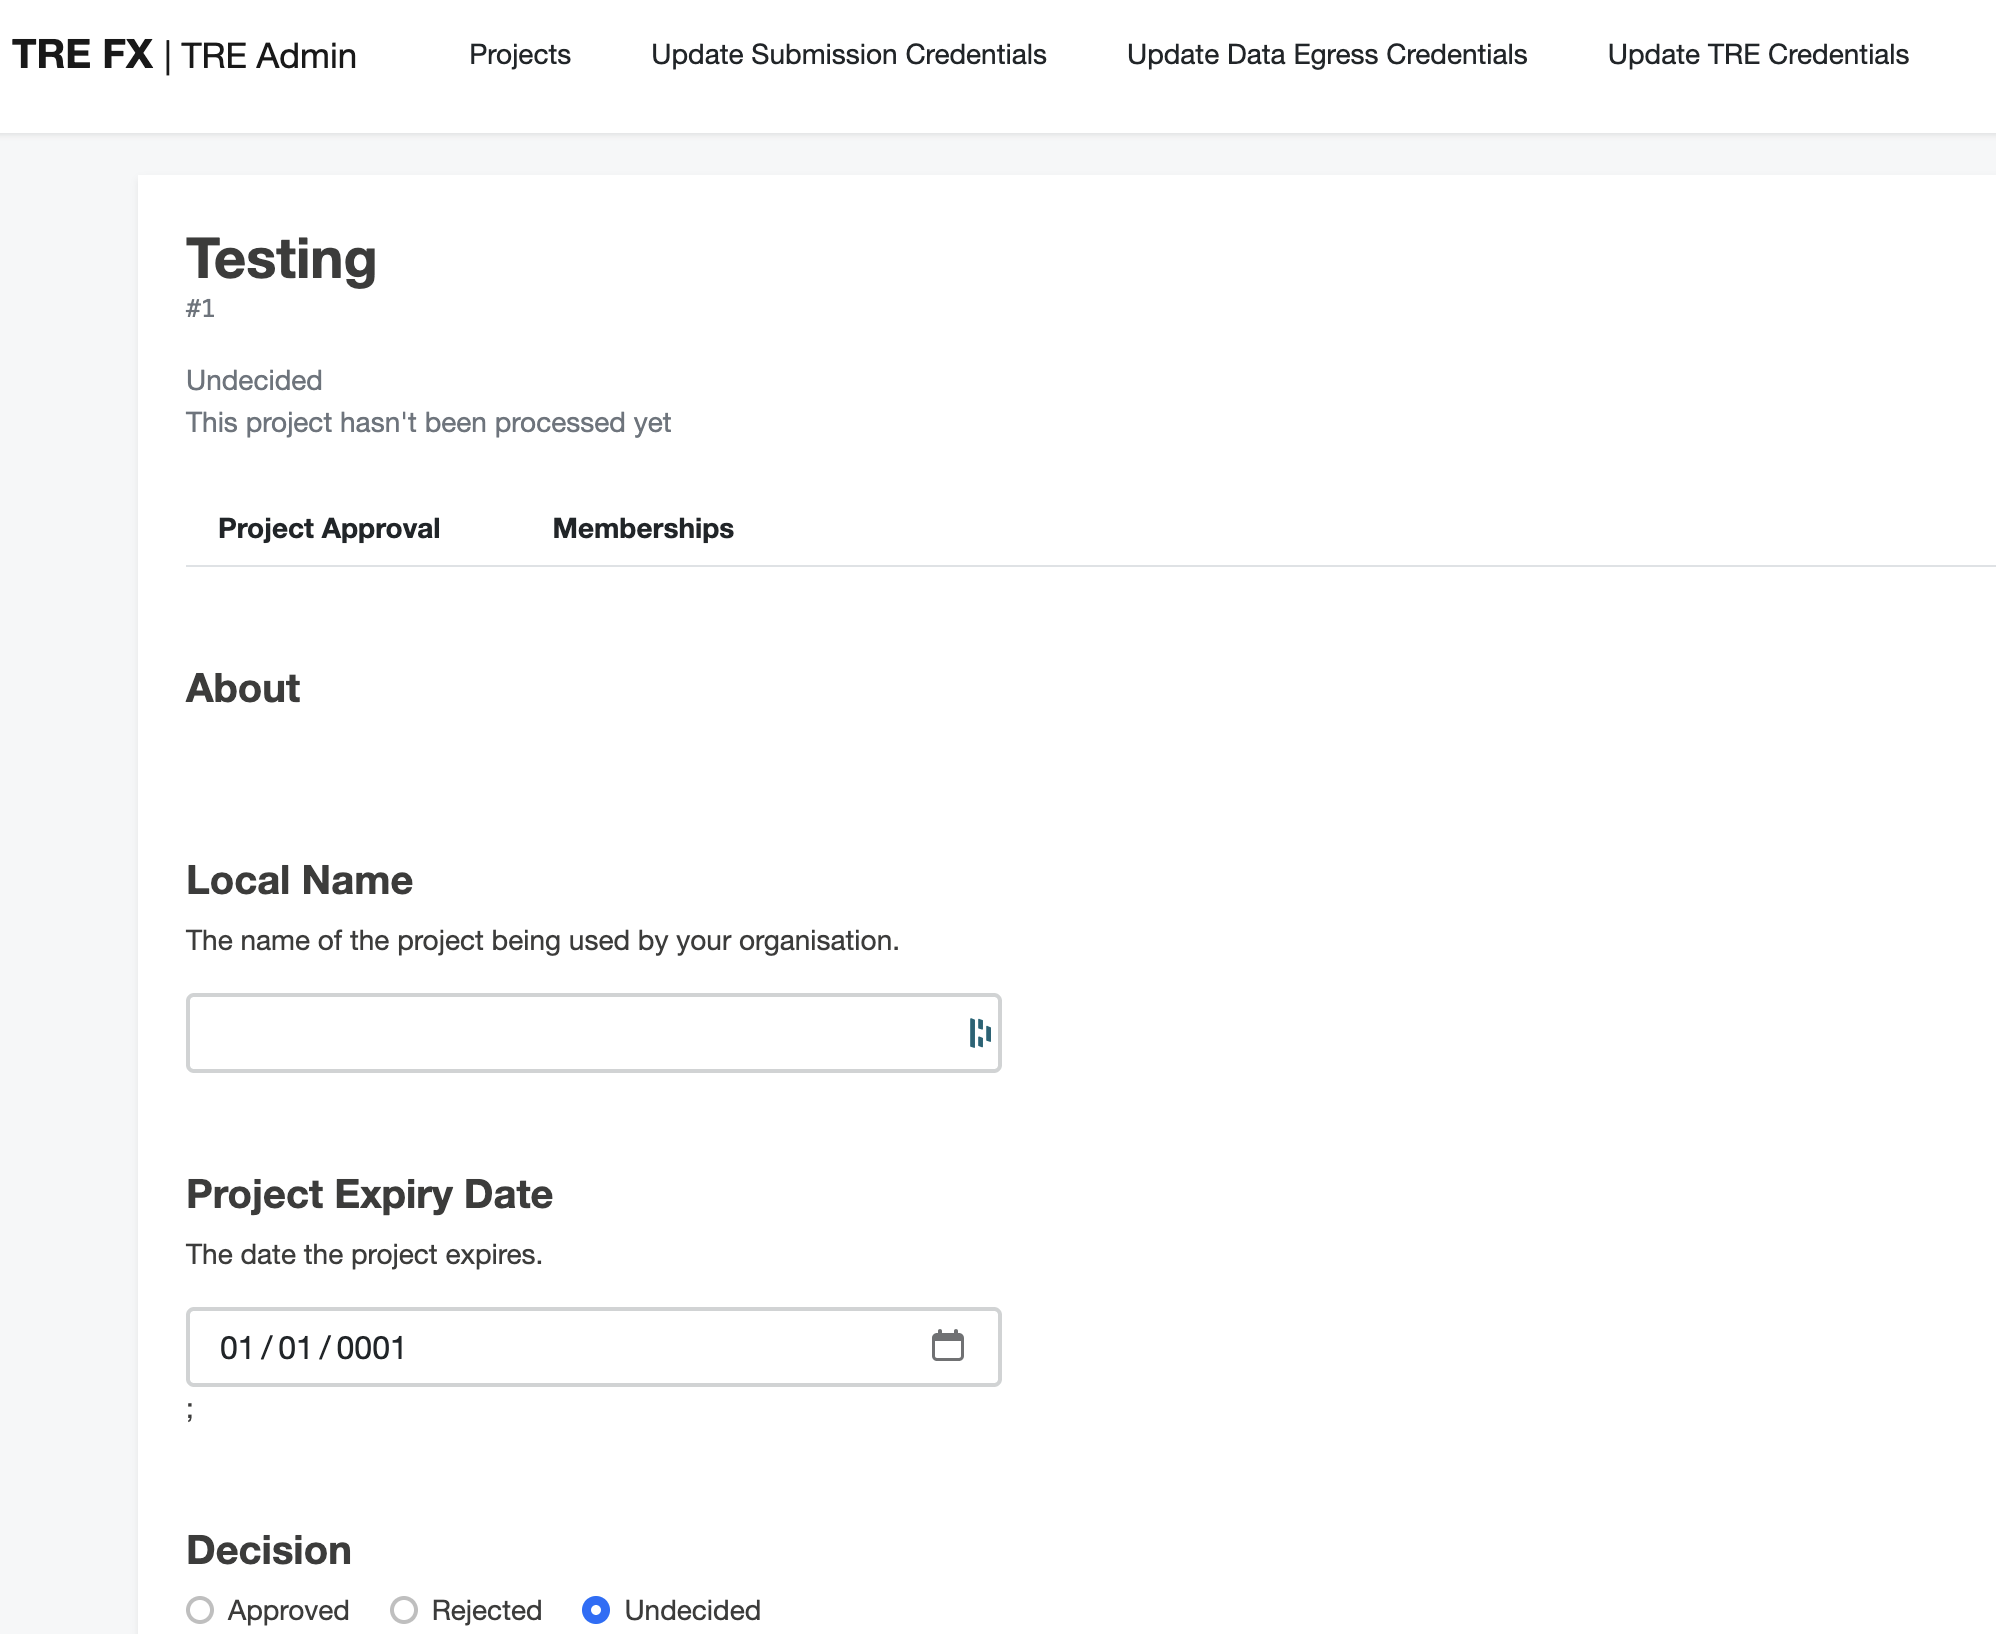 TRE FX | TRE Admin Projects Update Submission Credentials Update Data Egress Credentials Update TRE Credentials
Testing
#1
Undecided
This project hasn't been processed yet
Project Approval Memberships
About
Local Name
The name of the project being used by your organisation.
Project Expiry Date
The date the project expires.
01/01/0001
;
Decision
Approved Rejected Undecided